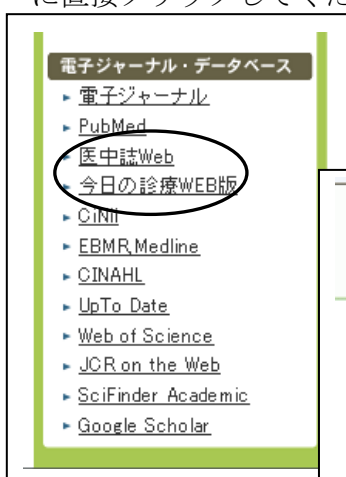 に直接クリックしてくだ
電子ジャーナル・データベース
電子ジャーナル
PubMed
医中誌Web
今日の診療WEB版
CiNii
EBMR,Medline
CINAHL
UpTo Date
Web of Science
JCR on the Web
SciFinder Academic
Google Scholar